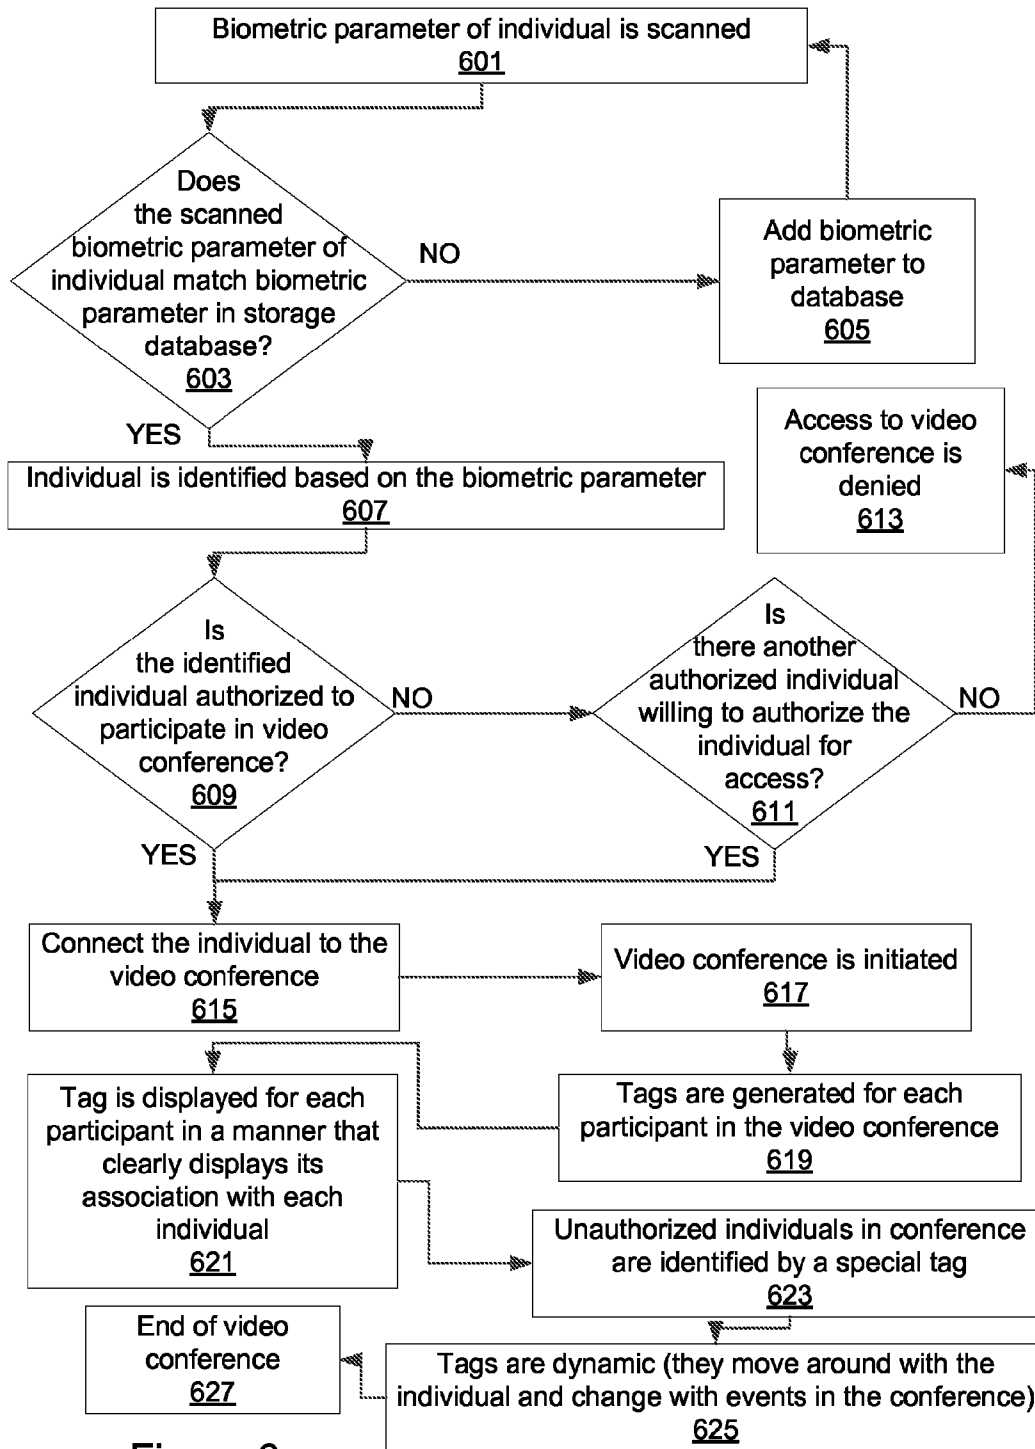 Biometric parameter of individual is scanned
601
Does
the scanned
biometric parameter of
individual match biometric
parameter in storage
database?
603
NO
Add biometric
parameter to
database
605
YES
Individual is identified based on the biometric parameter
607
Access to video
conference is
denied
613
Is
the identified
individual authorized to
participate in video
conference?
609
NO
Is
there another
authorized individual
willing to authorize the
individual for
access?
611
NO
YES
YES
Connect the individual to the
video conference
615
Video conference is initiated
617
Tags are generated for each
participant in the video conference
619
Tag is displayed for each
participant in a manner that
clearly displays its
association with each
individual
621
Unauthorized individuals in conference
are identified by a special tag
623
Tags are dynamic (they move around with the
individual and change with events in the conference)
625
End of video
conference
627